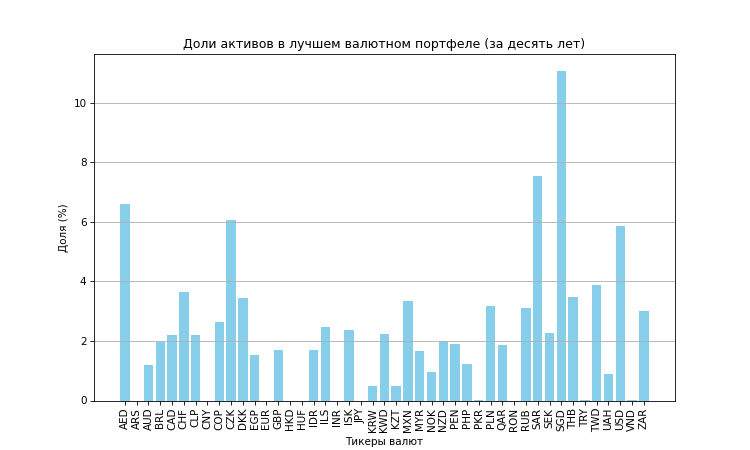 Доли активов в лучшем валютном портфеле (за десять лет)
Доля (%)
10
8
6
4
2
0
AED ARS AUD BRL CAD CHF CLP CNY COP CZK DKK EGP EUR GBP HKD HUF IDR ILS INR ISK JPY KRW KWD KZT MXN MYR NOK NZD PEN PHP PKR PLN QAR RON RUB SAR SEK SGD THB TRY TWD UAH USD VND ZAR
Тикеры валют